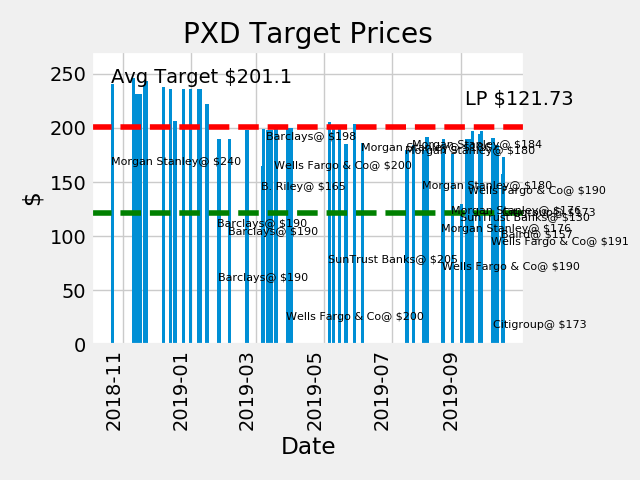 PXD Target Prices
Avg Target $201.1
LP $121.73
250
200
150
100
50
0
$
Morgan Stanley@ $240
Barclays@ $198
Wells Fargo & Co@ $200
B. Riley@ $165
Morgan Stanley@ $184
Morgan Stanley@ $180
Morgan Stanley@ $180
Wells Fargo & Co@ $190
Barclays@ $190
Barclays@ $190
Barclays@ $190
Morgan Stanley@ $176
SunTrust Banks@ $130
Morgan Stanley@ $176
Baird@ $157
Wells Fargo & Co@ $191
SunTrust Banks@ $205
Wells Fargo & Co@ $190
Wells Fargo & Co@ $200
Citigroup@ $173
2018-11
2019-01
2019-03
2019-05
2019-07
2019-09
Date